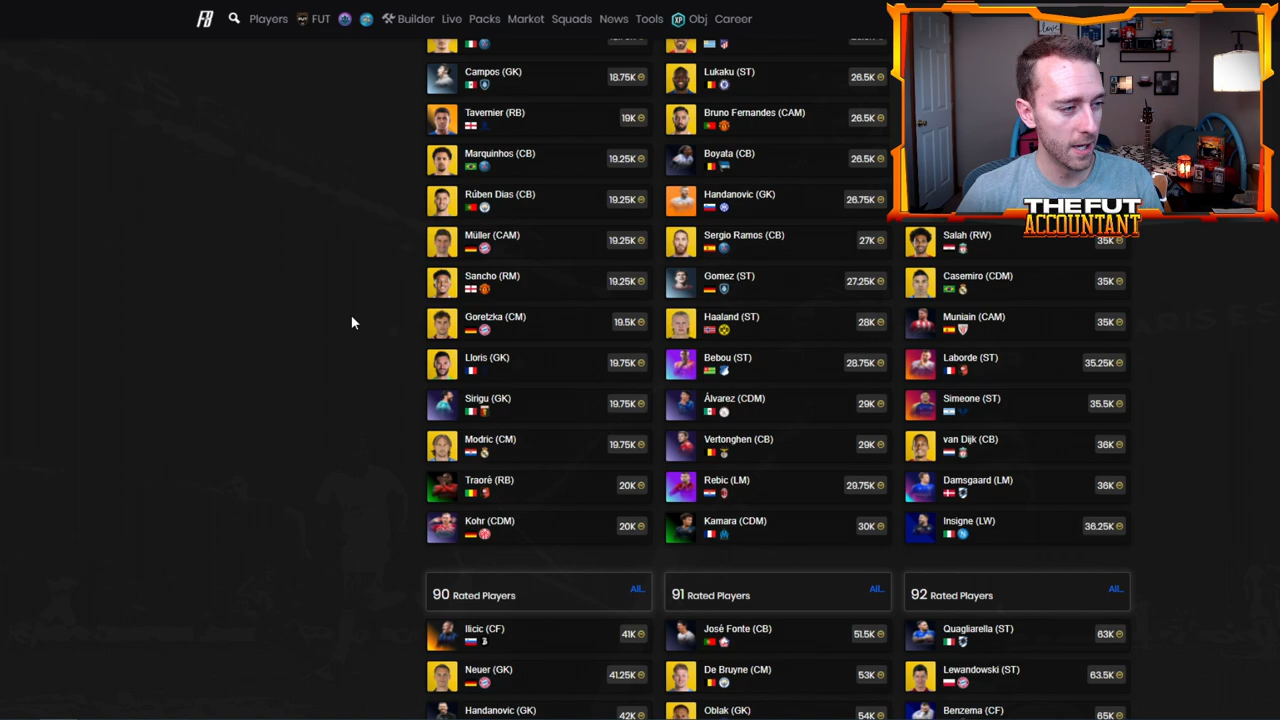 FB Players FUT Builder Live Packs Market Squads News Tools XP Obj Career
THE FUT
ACCOUNTANT
Campos (GK) 18.75K
Tavernier (RB) 19K
Marquinhos (CB) 19.25K
Rúben Dias (CB) 19.25K
Müller (CAM) 19.25K
Sancho (RM) 19.25K
Goretzka (CM) 19.5K
Lloris (GK) 19.75K
Sirigu (GK) 19.75K
Modric (CM) 19.75K
Traoré (RB) 20K
Kohr (CDM) 20K
Lukaku (ST) 26.5K
Bruno Fernandes (CAM) 26.5K
Boyata (CB) 26.5K
Handanovic (GK) 26.75K
Sergio Ramos (CB) 27K
Gomez (ST) 27.25K
Haaland (ST) 28K
Bebou (ST) 28.75K
Álvarez (CDM) 29K
Vertonghen (CB) 29K
Rebic (LM) 29.75K
Kamara (CDM) 30K
Salah (RW) 35K
Casemiro (CDM) 35K
Muniain (CAM) 35K
Laborde (ST) 35.25K
Simeone (ST) 35.5K
van Dijk (CB) 36K
Damsgaard (LM) 36K
Insigne (LW) 36.25K
90 Rated Players All..
Ilicic (CF) 41K
Neuer (GK) 41.25K
Handanovic (GK) 42K
91 Rated Players All..
José Fonte (CB) 51.5K
De Bruyne (CM) 53K
Oblak (GK) 54K
92 Rated Players All..
Quagliarella (ST) 63K
Lewandowski (ST) 63.5K
Benzema (CF) 65K